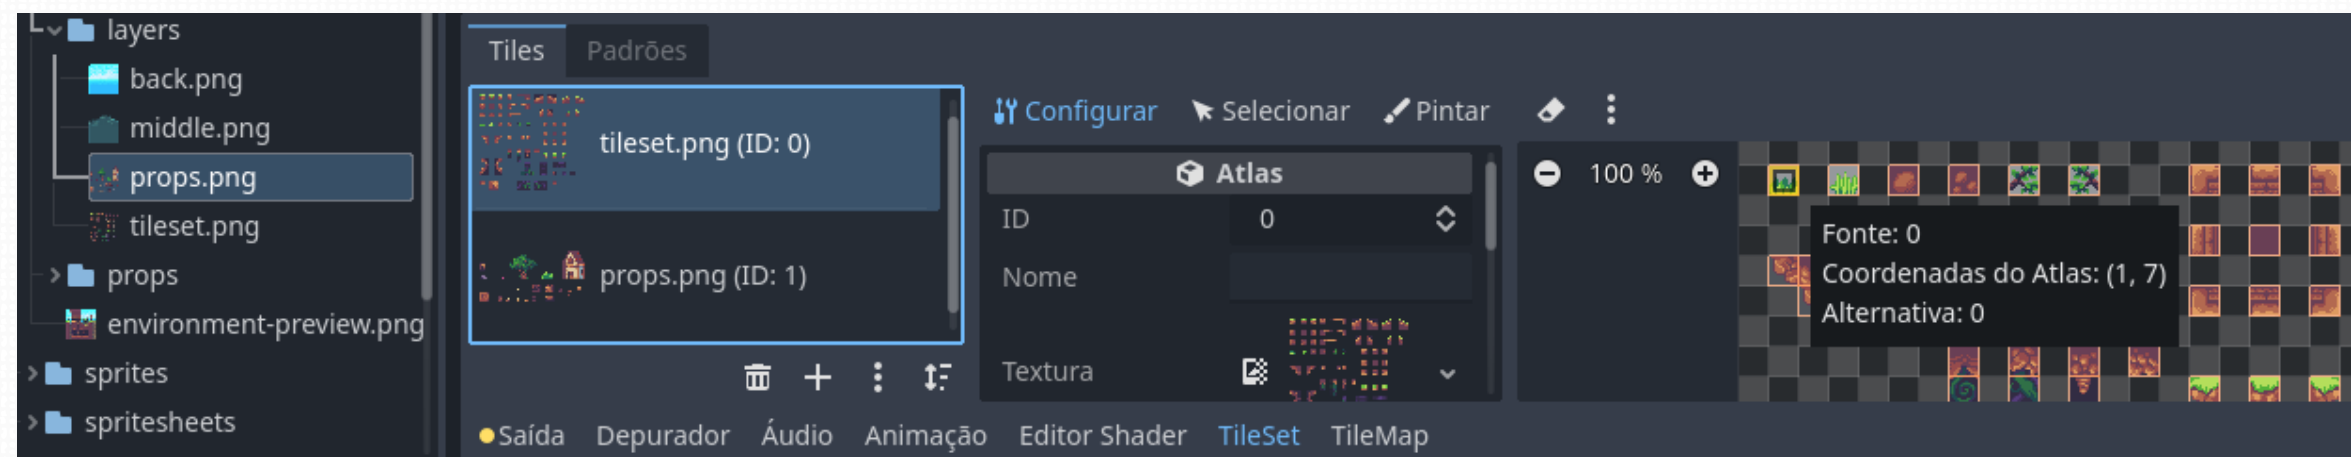 layers
back.png
middle.png
props.png
tileset.png
props
environment-preview.png
sprites
spritesheets
Tiles
Padrões
tileset.png (ID: 0)
props.png (ID: 1)
Configurar
Selecionar
Pintar
Atlas
ID
0
Nome
Textura
100 %
Fonte: 0
Coordenadas do Atlas: (1, 7)
Alternativa: 0
Saída
Depurador
Áudio
Animação
Editor Shader
TileSet
TileMap